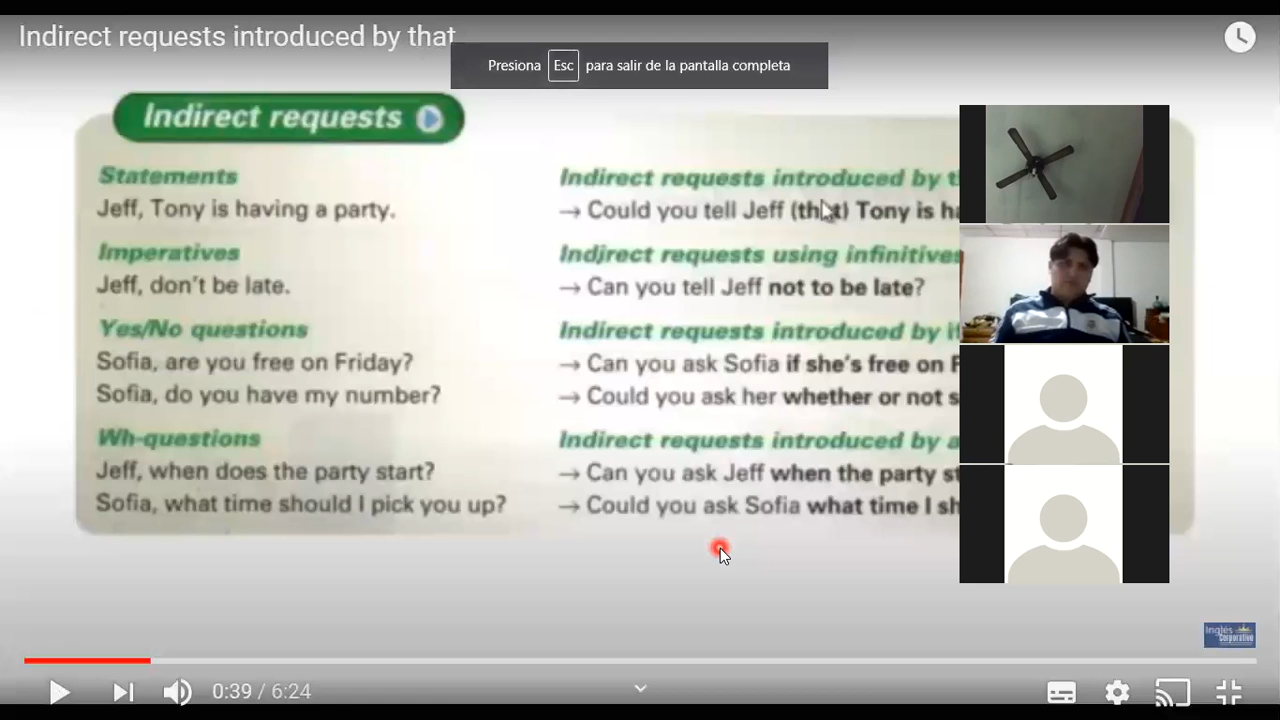 Indirect requests introduced by that
Presiona Esc para salir de la pantalla completa
Indirect requests
Statements
Jeff, Tony is having a party.
Imperatives
Jeff, don't be late.
Yes/No questions
Sofia, are you free on Friday?
Sofia, do you have my number?
Wh-questions
Jeff, when does the party start?
Sofia, what time should I pick you up?
Indirect requests introduced by
→ Could you tell Jeff (that) Tony is
Indirect requests using infinitives
→ Can you tell Jeff not to be late?
Indirect requests introduced by
→ Can you ask Sofia if she's free on
→ Could you ask her whether or not
Indirect requests introduced by
→ Can you ask Jeff when the party
→ Could you ask Sofia what time I
Inglés
Corporativo
0:39 / 6:24